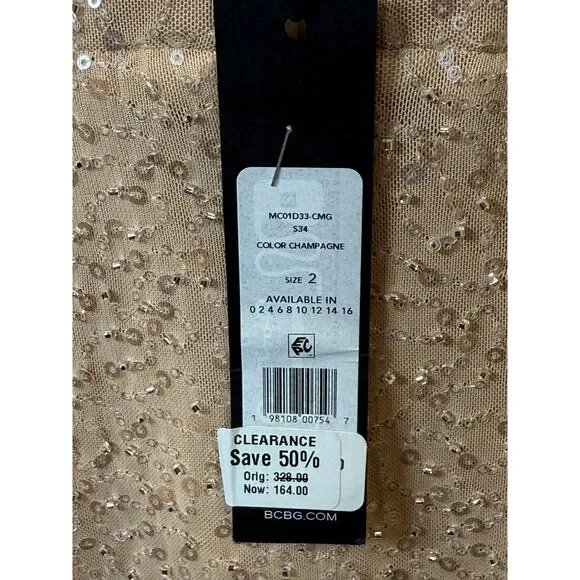 MC01D33-CMG
S34
COLOR CHAMPAGNE
SIZE 2
AVAILABLE IN
0 2 4 6 8 10 12 14 16
1 98108 00754 7
CLEARANCE
Save 50%
Orig: 328.00
Now: 164.00
BCBG.COM